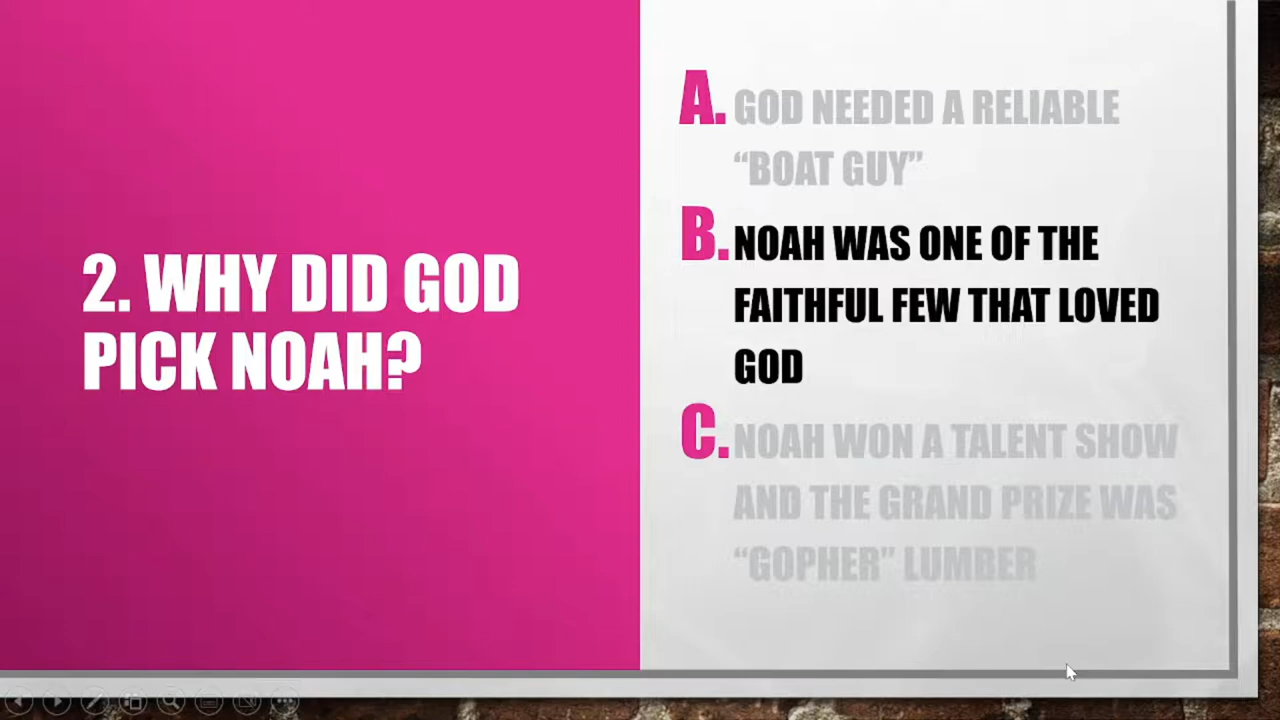 2. WHY DID GOD
PICK NOAH?
A. GOD NEEDED A RELIABLE
“BOAT GUY”
B. NOAH WAS ONE OF THE
FAITHFUL FEW THAT LOVED
GOD
C. NOAH WON A TALENT SHOW
AND THE GRAND PRIZE WAS
“GOPHER” LUMBER